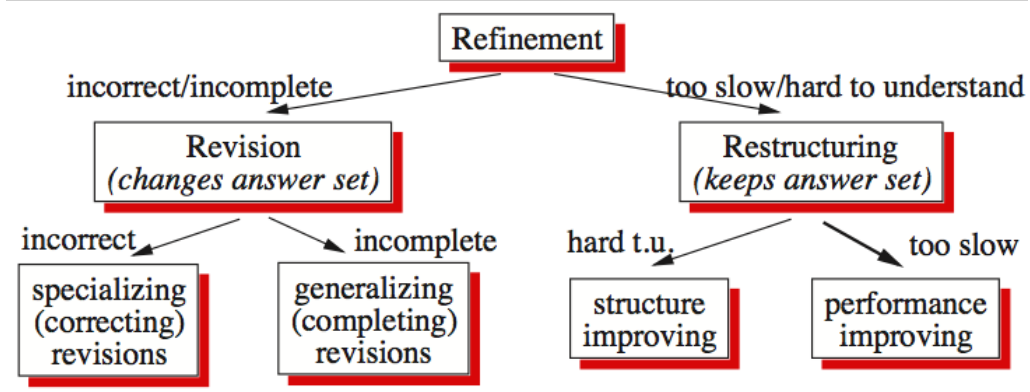 Refinement
incorrect/incomplete
too slow/hard to understand
Revision
(changes answer set)
Restructuring
(keeps answer set)
incorrect
incomplete
hard t.u.
too slow
specializing
(correcting)
revisions
generalizing
(completing)
revisions
structure
improving
performance
improving